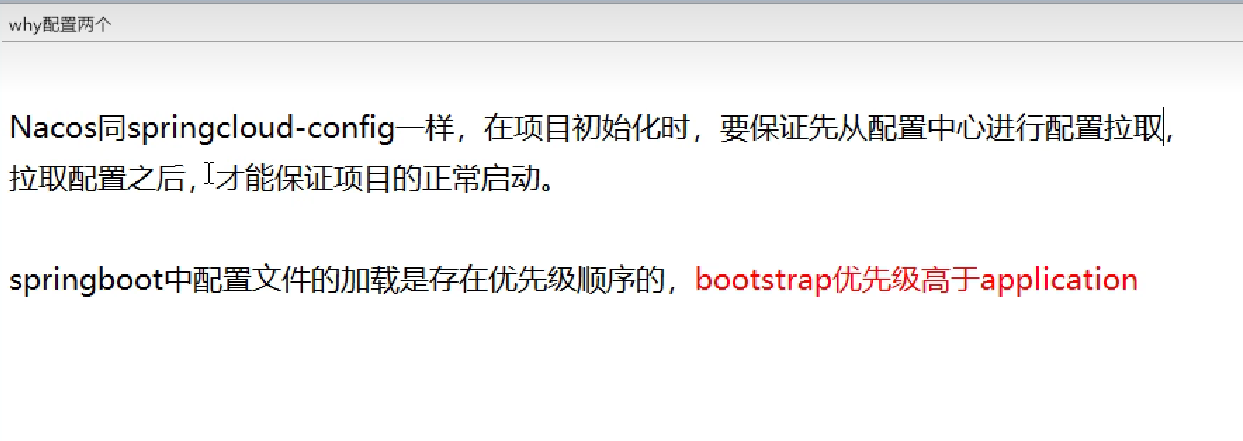 why配置两个
Nacos同springcloud-config一样，在项目初始化时，要保证先从配置中心进行配置拉取，
拉取配置之后，才能保证项目的正常启动。
springboot中配置文件的加载是存在优先级顺序的，bootstrap优先级高于application